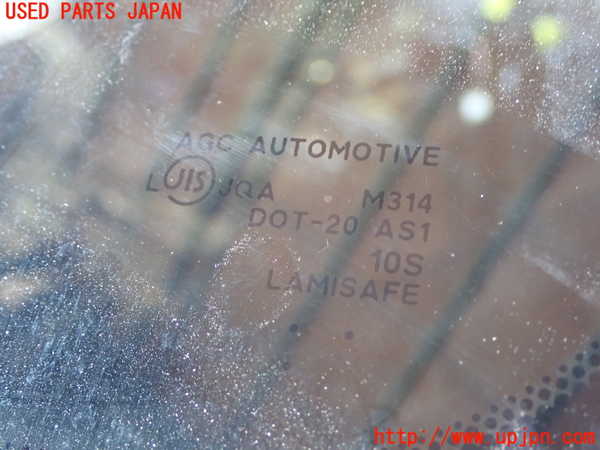 USED PARTS JAPAN
AGC AUTOMOTIVE
L JIS JQA M314
DOT-20 AS1
10S
LAMISAFE
http://www.upjpn.com